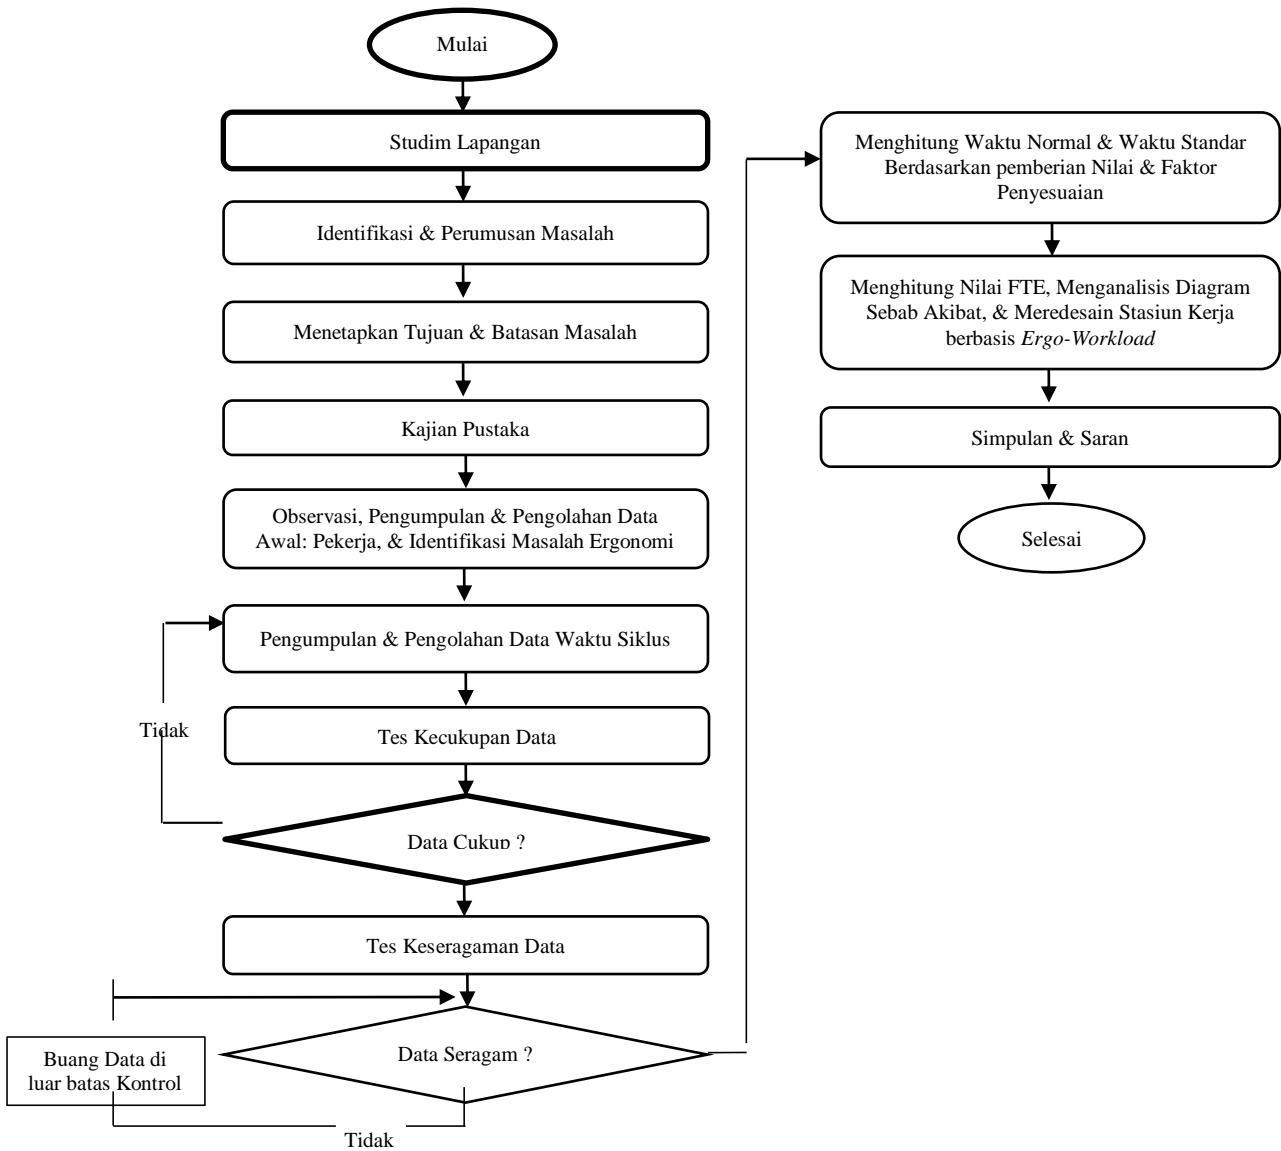 Mulai
Studim Lapangan
Identifikasi & Perumusan Masalah
Menetapkan Tujuan & Batasan Masalah
Kajian Pustaka
Observasi, Pengumpulan & Pengolahan Data
Awal: Pekerja, & Identifikasi Masalah Ergonomi
Pengumpulan & Pengolahan Data Waktu Siklus
Tidak
Tes Kecukupan Data
Data Cukup ?
Tes Keseragaman Data
Data Seragam ?
Buang Data di
luar batas Kontrol
Tidak
Menghitung Waktu Normal & Waktu Standar
Berdasarkan pemberian Nilai & Faktor
Penyesuaian
Menghitung Nilai FTE, Menganalisis Diagram
Sebab Akibat, & Meredesain Stasiun Kerja
berbasis Ergo-Workload
Simpulan & Saran
Selesai